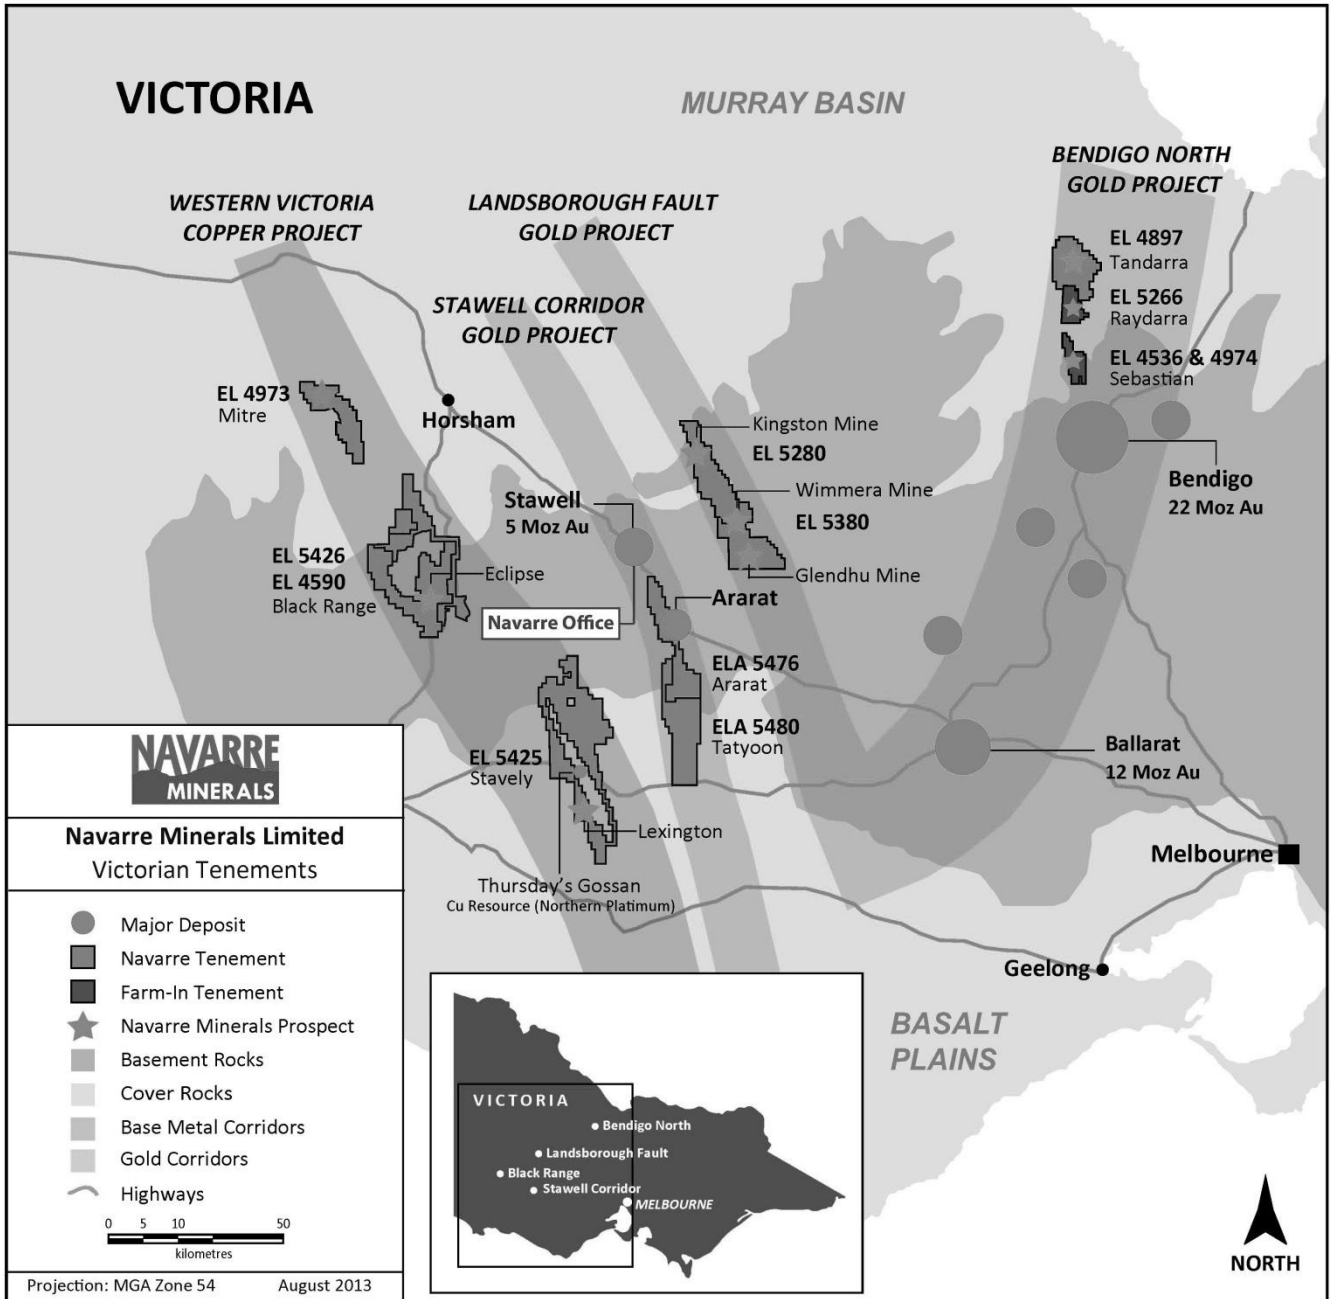 VICTORIA
MURRAY BASIN
BENDIGO NORTH
GOLD PROJECT
WESTERN VICTORIA
COPPER PROJECT
LANDSBOROUGH FAULT
GOLD PROJECT
STAWELL CORRIDOR
GOLD PROJECT
EL 4897
Tandarra
EL 5266
Raydarra
EL 4536 & 4974
Sebastian
EL 4973
Mitre
Horsham
Kingston Mine
EL 5280
Wimmera Mine
EL 5380
Glendhu Mine
Stawell
5 Moz Au
Bendigo
22 Moz Au
EL 5426
EL 4590
Black Range
Eclipse
Navarre Office
Ararat
ELA 5476
Ararat
ELA 5480
Tatyoon
EL 5425
Stavely
Ballarat
12 Moz Au
Lexington
Melbourne
Thursday's Gossan
Cu Resource (Northern Platimum)
Geelong
BASALT
PLAINS
NAVARRE
MINERALS
Navarre Minerals Limited
Victorian Tenements
Major Deposit
Navarre Tenement
Farm-In Tenement
Navarre Minerals Prospect
Basement Rocks
Cover Rocks
Base Metal Corridors
Gold Corridors
Highways
0 5 10 50
kilometres
Projection: MGA Zone 54 August 2013
VICTORIA
Bendigo North
Landsborough Fault
Black Range
Stawell Corridor
MELBOURNE
NORTH